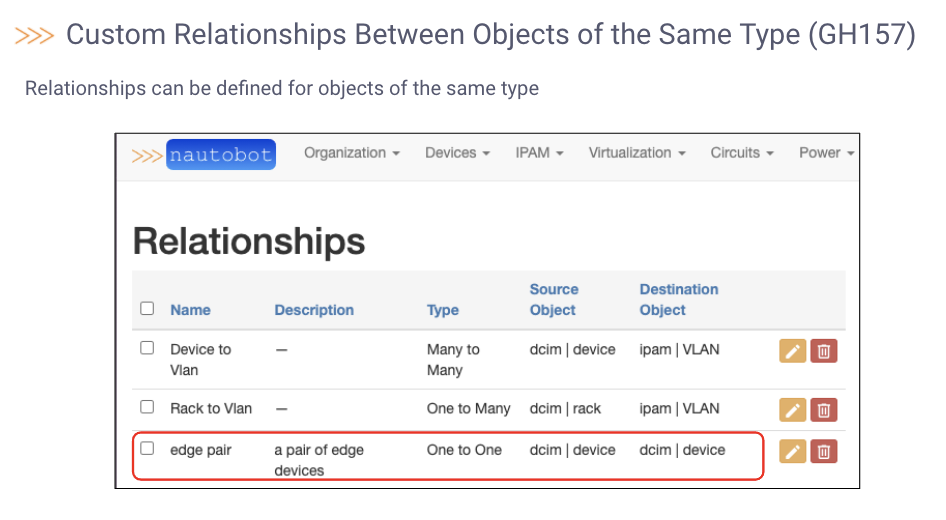 >>> Custom Relationships Between Objects of the Same Type (GH157)
Relationships can be defined for objects of the same type
>>> nautobot Organization Devices IPAM Virtualization Circuits Power
Relationships
Name Description Type Source Object Destination Object
Device to Vlan — Many to Many dcim | device ipam | VLAN
Rack to Vlan — One to Many dcim | rack ipam | VLAN
edge pair a pair of edge devices One to One dcim | device dcim | device